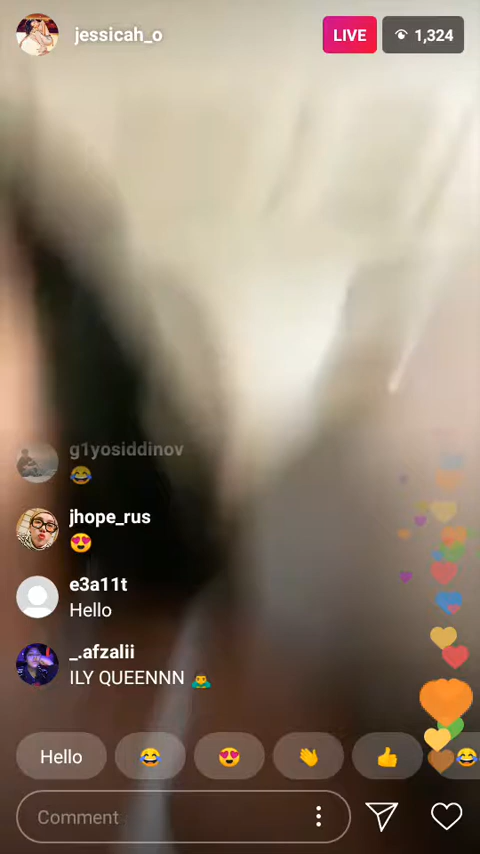 jessicah_o
LIVE
1,324
g1yosiddinov
😂
jhope_rus
😍
e3a11t
Hello
_.afzalii
ILY QUEENNN 🙇‍♂️
Hello 😂 😍 👋 👍 😂
Comment